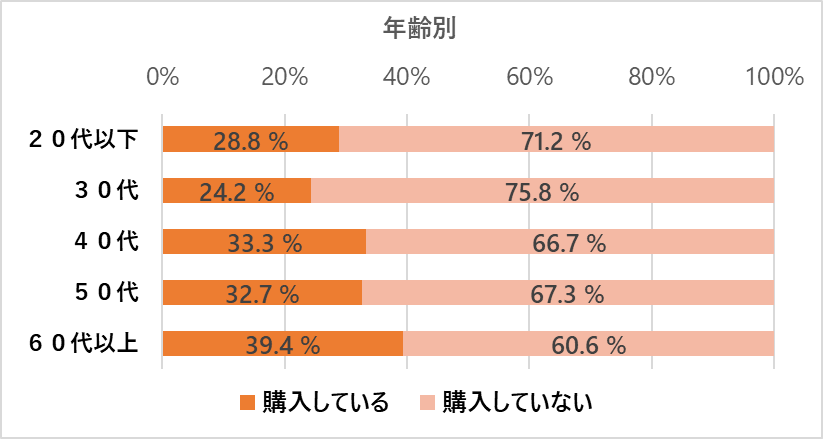 年齢別
0% 20% 40% 60% 80% 100%
２０代以下 28.8 % 71.2 %
３０代 24.2 % 75.8 %
４０代 33.3 % 66.7 %
５０代 32.7 % 67.3 %
６０代以上 39.4 % 60.6 %
購入している 購入していない